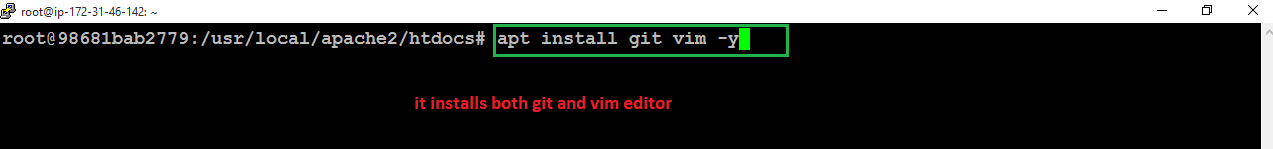 root@ip-172-31-46-142: ~
root@98681bab2779:/usr/local/apache2/htdocs# apt install git vim -y
it installs both git and vim editor